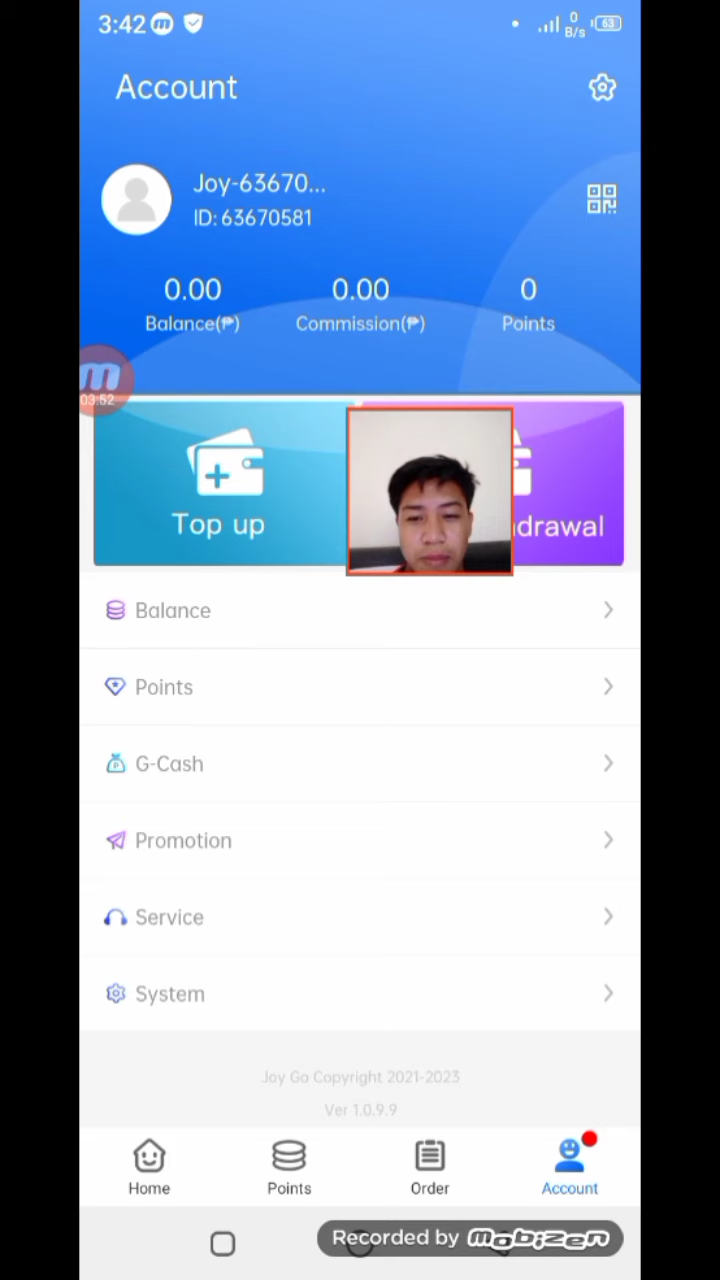 3:42
0
B/s
63
Account
Joy-63670...
ID: 63670581
0.00
0.00
0
Balance(₱)
Commission(₱)
Points
m
03:52
Top up
hdrawal
Balance
Points
G-Cash
Promotion
Service
System
Joy Go Copyright 2021-2023
Ver 1.0.9.9
Home
Points
Order
Account
Recorded by Mobizen